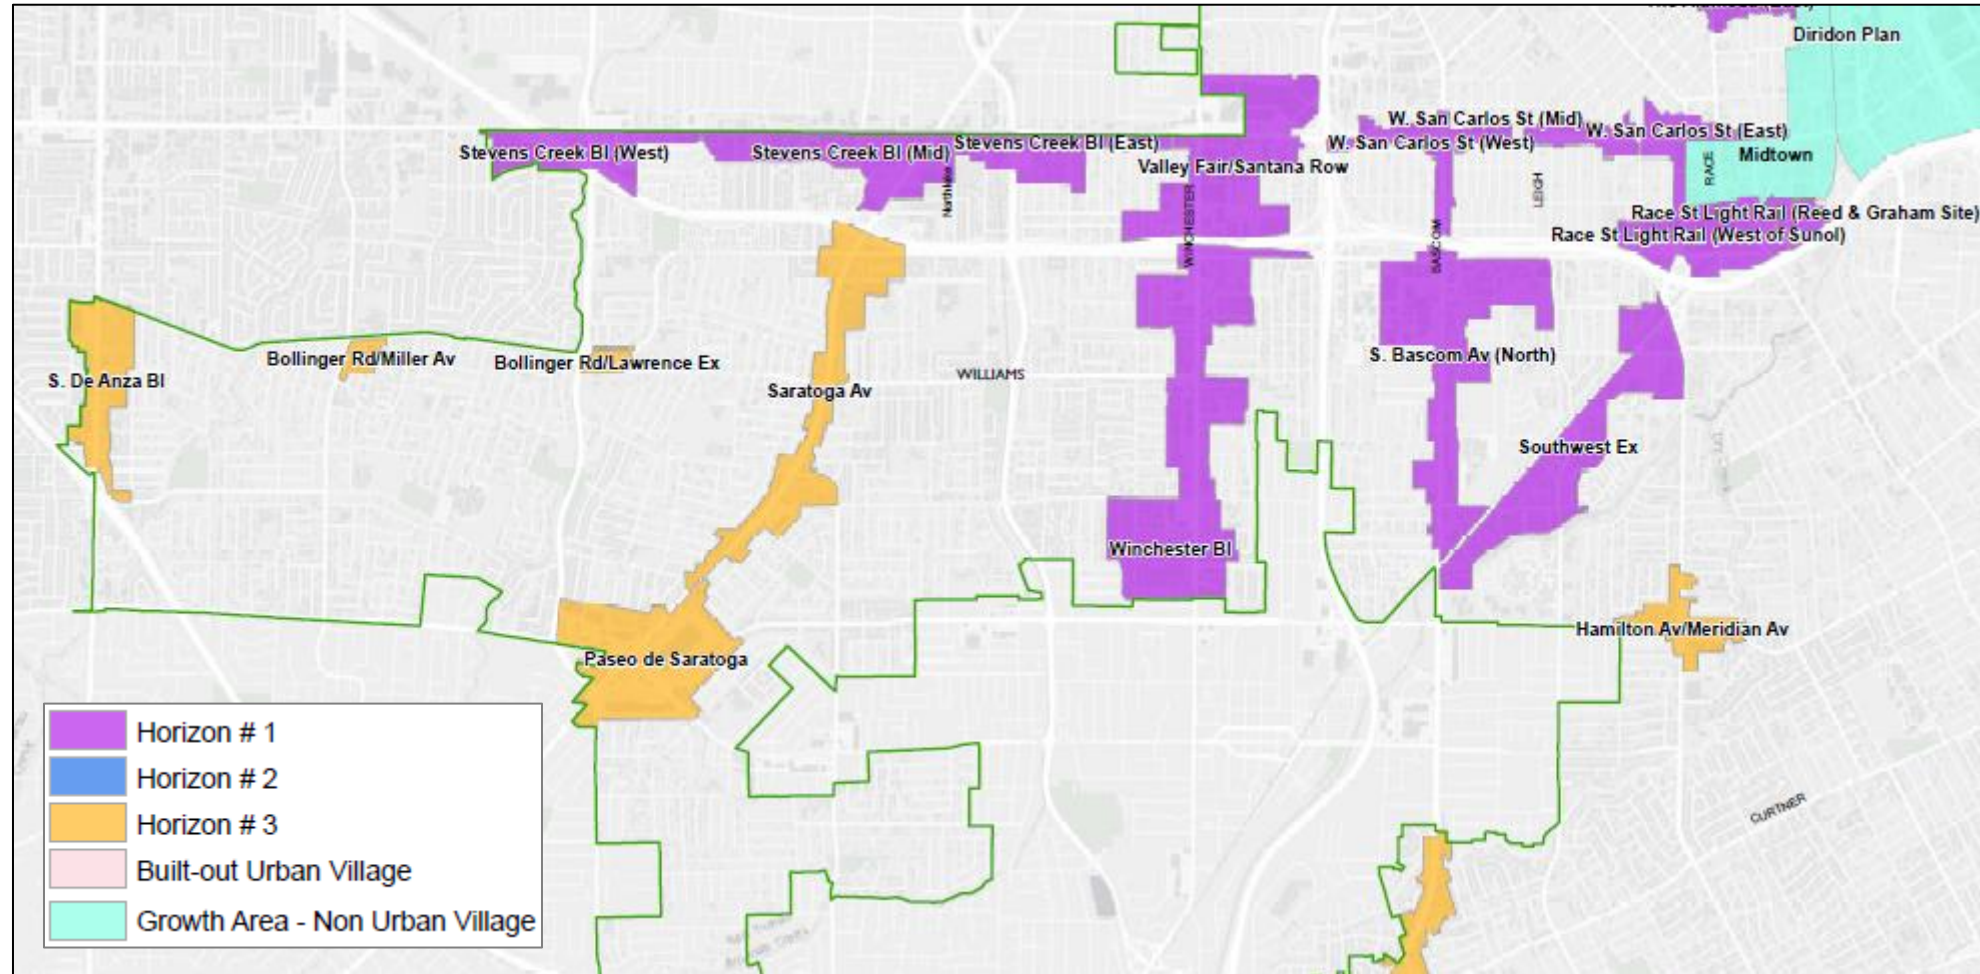 Diridon Plan
W. San Carlos St (Mid)
W. San Carlos St (East)
Stevens Creek Bl (West)
Stevens Creek Bl (Mid)
Stevens Creek Bl (East)
W. San Carlos St (West)
Midtown
Valley Fair/Santana Row
RACE
Northlake
WINCHESTER
LEIGH
BASCOM
Race St Light Rail (Reed & Graham Site)
Race St Light Rail (West of Sunol)
Bollinger Rd/Miller Av
Bollinger Rd/Lawrence Ex
S. Bascom Av (North)
S. De Anza Bl
WILLIAMS
Saratoga Av
Southwest Ex
Winchester Bl
Hamilton Av/Meridian Av
Paseo de Saratoga
CURTNER
Horizon # 1
Horizon # 2
Horizon # 3
Built-out Urban Village
Growth Area - Non Urban Village